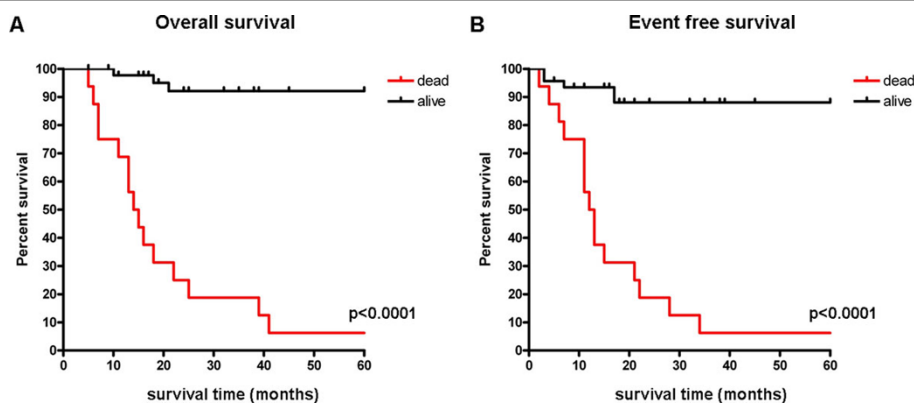 A
Overall survival
Percent survival
100
90
80
70
60
50
40
30
20
10
0
0 10 20 30 40 50 60
survival time (months)
dead
alive
p<0.0001
B
Event free survival
Percent survival
100
90
80
70
60
50
40
30
20
10
0
0 10 20 30 40 50 60
survival time (months)
dead
alive
p<0.0001